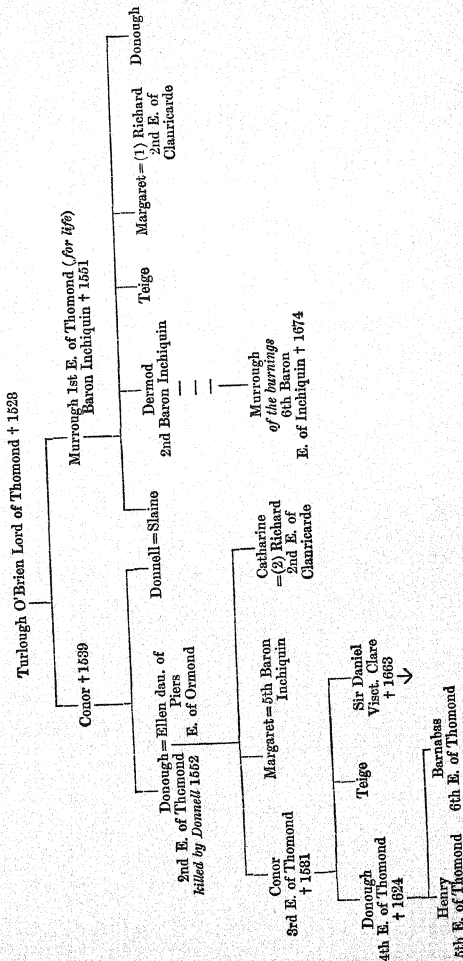 Turlough O'Brien Lord of Thomond † 1528
Conor † 1539
Murrough 1st E. of Thomond (for life)
Baron Inchiquin † 1551
Donnell = Slaine
Dermod
2nd Baron Inchiquin
Teige
Margaret = (1) Richard
2nd E. of
Clanricarde
Donough
Donough = Ellen dau. of
Piers
E. of Ormond
2nd E. of Thomond
killed by Donnell 1552
Murrough
of the burnings
6th Baron
E. of Inchiquin † 1674
Conor
3rd E. of Thomond
† 1581
Margaret = 5th Baron
Inchiquin
Catharine
= (2) Richard
2nd E. of
Clanricarde
Donough
4th E. of Thomond
† 1624
Teige
Sir Daniel
Visct. Clare
† 1663
Henry
5th E. of Thomond
Barnabas
6th E. of Thomond